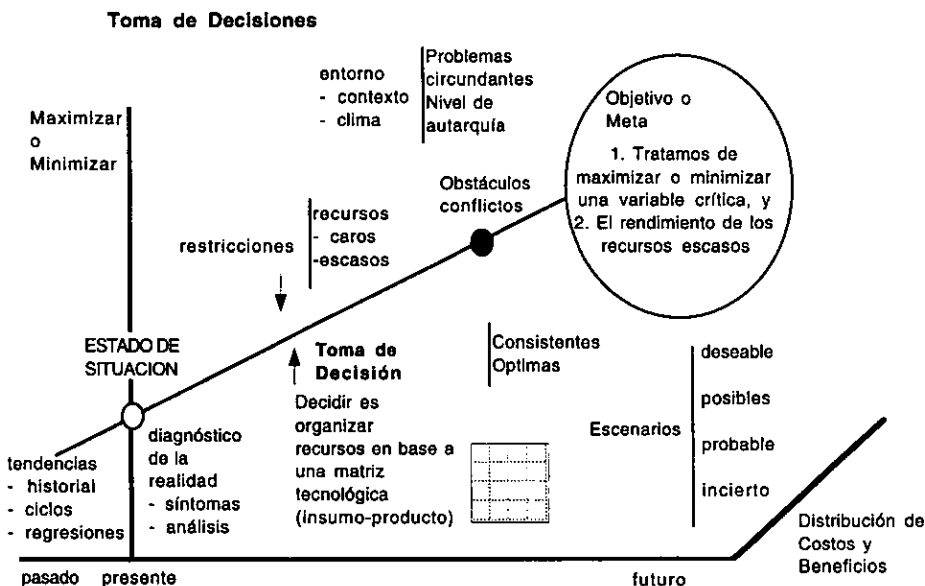 Toma de Decisiones
Maximizar
o
Minimizar
entorno
- contexto
- clima
Problemas
circundantes
Nivel de
autarquía
Objetivo o
Meta
1. Tratamos de
maximizar o minimizar
una variable crítica, y
2. El rendimiento de los
recursos escasos
Obstáculos
conflictos
restricciones
recursos
- caros
-escasos
ESTADO DE
SITUACION
Toma de
Decisión
Decidir es
organizar
recursos en base a
una matriz
tecnológica
(insumo-producto)
Consistentes
Optimas
Escenarios
deseable
posibles
probable
incierto
tendencias
- historial
- ciclos
- regresiones
diagnóstico
de la
realidad
- síntomas
- análisis
Distribución de
Costos y
Beneficios
pasado presente futuro